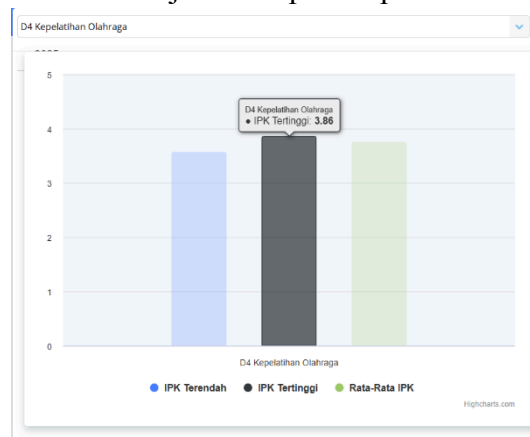 D4 Kepelatihan Olahraga
5
D4 Kepelatihan Olahraga
● IPK Tertinggi: 3.86
4
3
2
1
0
D4 Kepelatihan Olahraga
IPK Terendah IPK Tertinggi Rata-Rata IPK
Highcharts.com